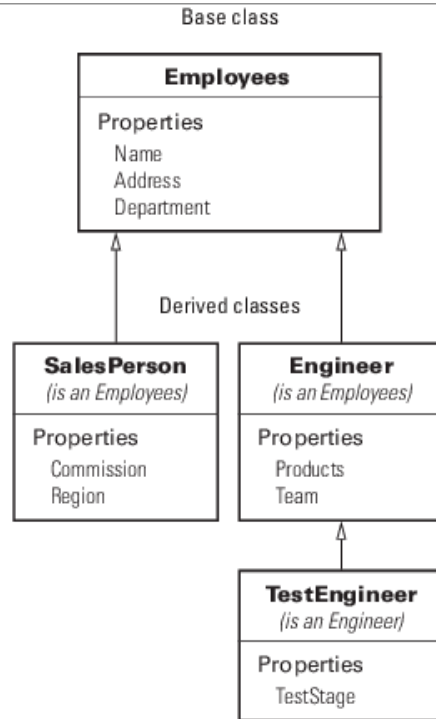 Base class
Employees
Properties
Name
Address
Department
Derived classes
SalesPerson
(is an Employees)
Properties
Commission
Region
Engineer
(is an Employees)
Properties
Products
Team
TestEngineer
(is an Engineer)
Properties
TestStage